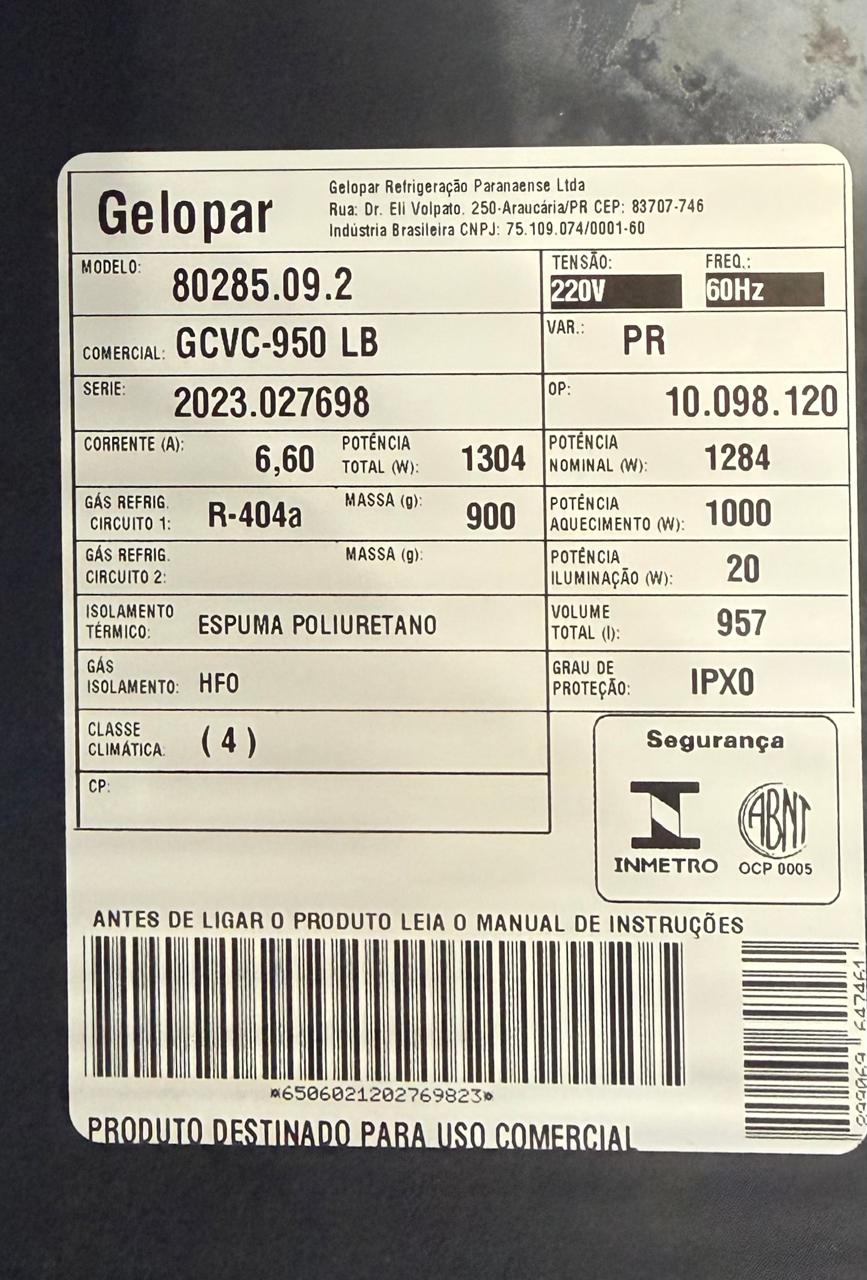 Gelopar
Gelopar Refrigeração Paranaense Ltda
Rua: Dr. Eli Volpato. 250-Araucária/PR CEP: 83707-746
Indústria Brasileira CNPJ: 75.109.074/0001-60
MODELO: 80285.09.2
TENSÃO: 220V
FREQ.: 60Hz
COMERCIAL: GCVC-950 LB
VAR.: PR
SERIE: 2023.027698
OP: 10.098.120
CORRENTE (A): 6,60
POTÊNCIA TOTAL (W): 1304
POTÊNCIA NOMINAL (W): 1284
GÁS REFRIG. CIRCUITO 1: R-404a
MASSA (g): 900
POTÊNCIA AQUECIMENTO (W): 1000
GÁS REFRIG. CIRCUITO 2:
MASSA (g):
POTÊNCIA ILUMINAÇÃO (W): 20
ISOLAMENTO TÉRMICO: ESPUMA POLIURETANO
VOLUME TOTAL (l): 957
GÁS ISOLAMENTO: HFO
GRAU DE PROTEÇÃO: IPX0
CLASSE CLIMÁTICA: (4)
CP:
Segurança
INMETRO
ABNT
OCP 0005
ANTES DE LIGAR O PRODUTO LEIA O MANUAL DE INSTRUÇÕES
*6506021202769823*
PRODUTO DESTINADO PARA USO COMERCIAL